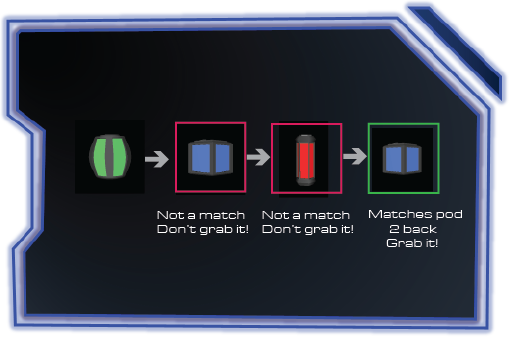 Not a match
Don't grab it!
Not a match
Don't grab it!
Matches pod
2 back
Grab it!